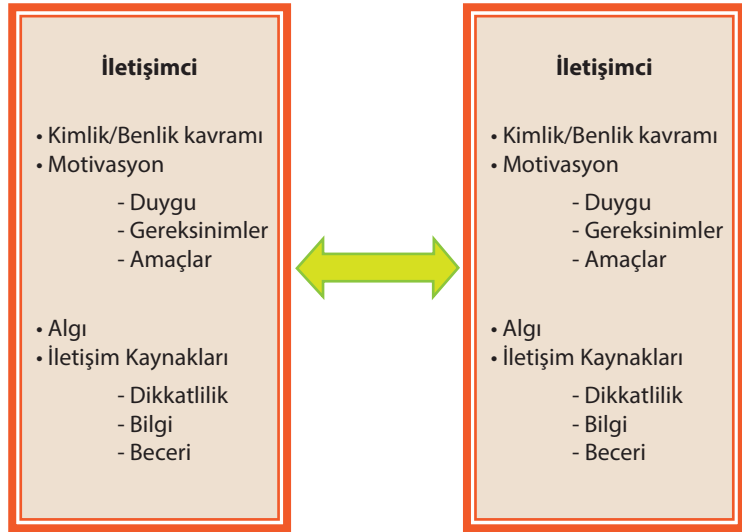 İletişimci
• Kimlik/Benlik kavramı
• Motivasyon
- Duygu
- Gereksinimler
- Amaçlar
• Algı
• İletişim Kaynakları
- Dikkatlilik
- Bilgi
- Beceri
İletişimci
• Kimlik/Benlik kavramı
• Motivasyon
- Duygu
- Gereksinimler
- Amaçlar
• Algı
• İletişim Kaynakları
- Dikkatlilik
- Bilgi
- Beceri